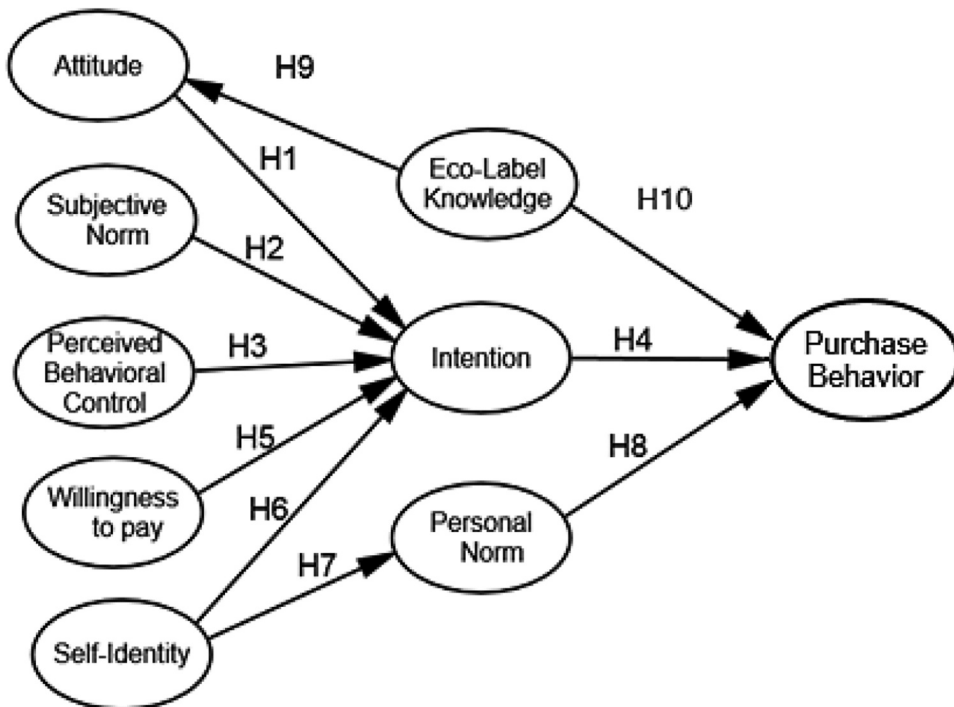 Attitude
H9
H1
Eco-Label
Knowledge
Subjective
Norm
H2
H10
Perceived
Behavioral
Control
H3
Intention
H4
Purchase
Behavior
H5
Willingness
to pay
H6
H8
Personal
Norm
H7
Self-Identity